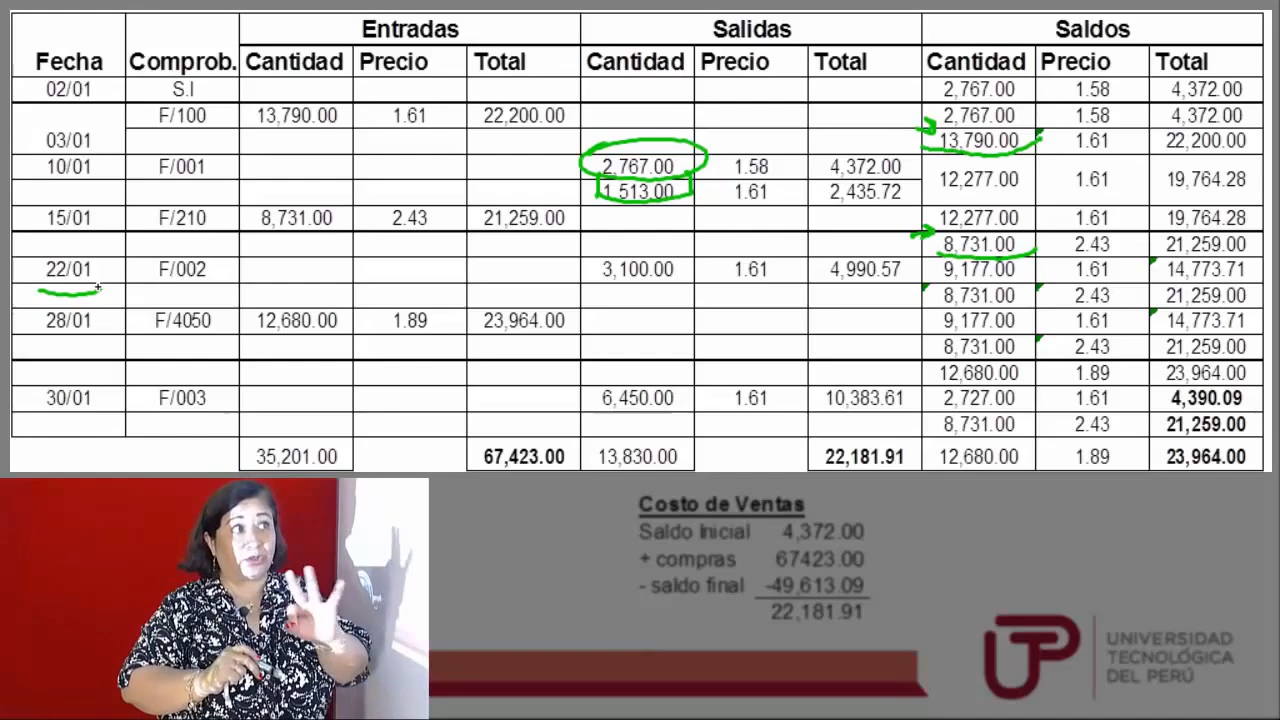 Entradas Salidas Saldos
Fecha Comprob. Cantidad Precio Total Cantidad Precio Total Cantidad Precio Total
02/01 S.I 2,767.00 1.58 4,372.00
F/100 13,790.00 1.61 22,200.00 2,767.00 1.58 4,372.00
03/01 13,790.00 1.61 22,200.00
10/01 F/001 2,767.00 1.58 4,372.00
12,277.00 1.61 19,764.28
1,513.00 1.61 2,435.72
15/01 F/210 8,731.00 2.43 21,259.00 12,277.00 1.61 19,764.28
8,731.00 2.43 21,259.00
22/01 F/002 3,100.00 1.61 4,990.57 9,177.00 1.61 14,773.71
8,731.00 2.43 21,259.00
28/01 F/4050 12,680.00 1.89 23,964.00 9,177.00 1.61 14,773.71
8,731.00 2.43 21,259.00
12,680.00 1.89 23,964.00
30/01 F/003 6,450.00 1.61 10,383.61 2,727.00 1.61 4,390.09
8,731.00 2.43 21,259.00
35,201.00 67,423.00 13,830.00 22,181.91 12,680.00 1.89 23,964.00
Costo de Ventas
Saldo Inicial 4,372.00
+ compras 67423.00
- saldo final -49,613.09
22,181.91
UTP
UNIVERSIDAD
TECNOLÓGICA
DEL PERÚ